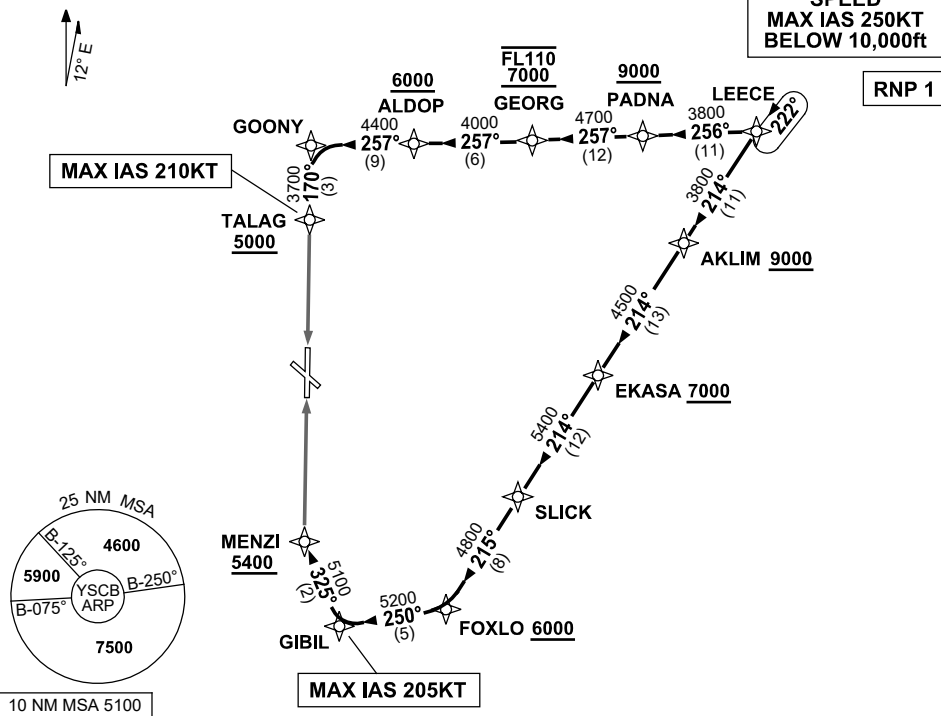 SPEED
MAX IAS 250KT
BELOW 10,000ft
RNP 1
12° E
FL110
6000
7000
9000
ALDOP
GEORG
PADNA
LEECE
GOONY
4400
257°
(9)
4000
257°
(6)
4700
257°
(12)
3800
256°
(11)
222°
MAX IAS 210KT
3700
170°
(3)
TALAG
5000
3800
214°
(11)
AKLIM 9000
4500
214°
(13)
EKASA 7000
5400
214°
(12)
SLICK
4800
215°
(8)
FOXLO 6000
5200
250°
(5)
GIBIL
MAX IAS 205KT
5100
325°
(2)
MENZI
5400
25 NM MSA
B-125°
4600
5900
YSCB
ARP
B-250°
B-075°
7500
10 NM MSA 5100